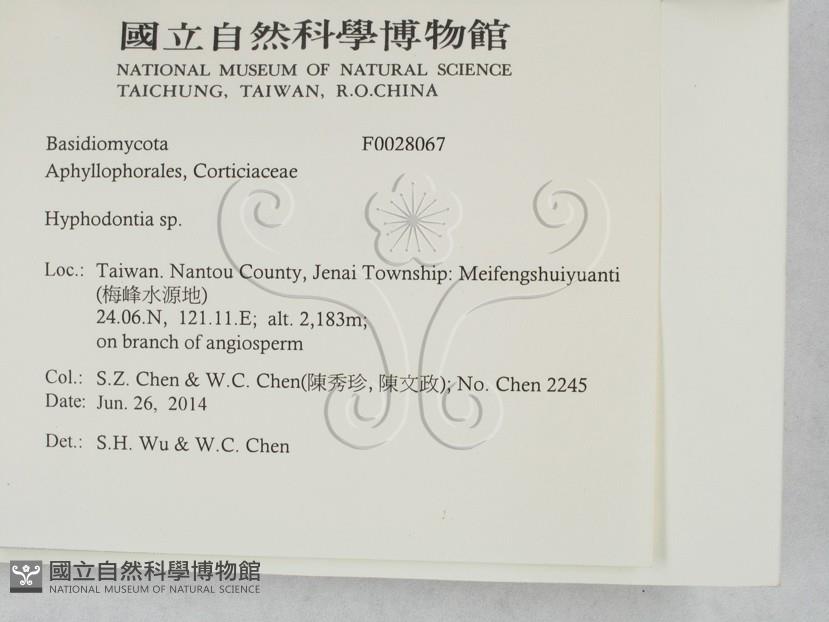 國立自然科學博物館
NATIONAL MUSEUM OF NATURAL SCIENCE
TAICHUNG, TAIWAN, R.O.CHINA
Basidiomycota F0028067
Aphyllophorales, Corticiaceae
Hyphodontia sp.
Loc.: Taiwan. Nantou County, Jenai Township: Meifengshuiyuanti
(梅峰水源地)
24.06.N, 121.11.E; alt. 2,183m;
on branch of angiosperm
Col.: S.Z. Chen & W.C. Chen(陳秀珍, 陳文政); No. Chen 2245
Date: Jun. 26, 2014
Det.: S.H. Wu & W.C. Chen
國立自然科學博物館
NATIONAL MUSEUM OF NATURAL SCIENCE